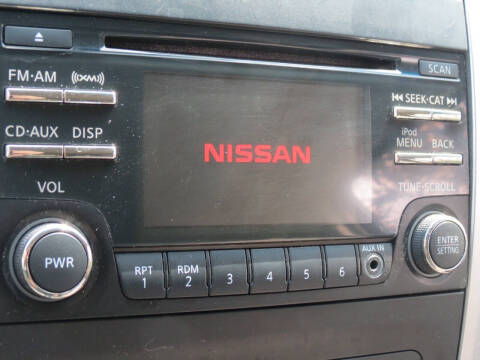 SCAN
FM·AM
((XM))
SEEK·CAT
CD·AUX
DISP
iPod
MENU
BACK
NISSAN
VOL
TUNE·SCROLL
PWR
RPT
1
RDM
2
3
4
5
6
AUX IN
ENTER
SETTING